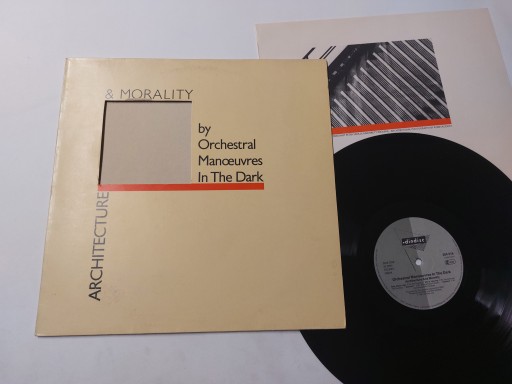 & MORALITY
ARCHITECTURE
by
Orchestral
Manœuvres
In The Dark
dindisc
Orchestral Manoeuvres In The Dark